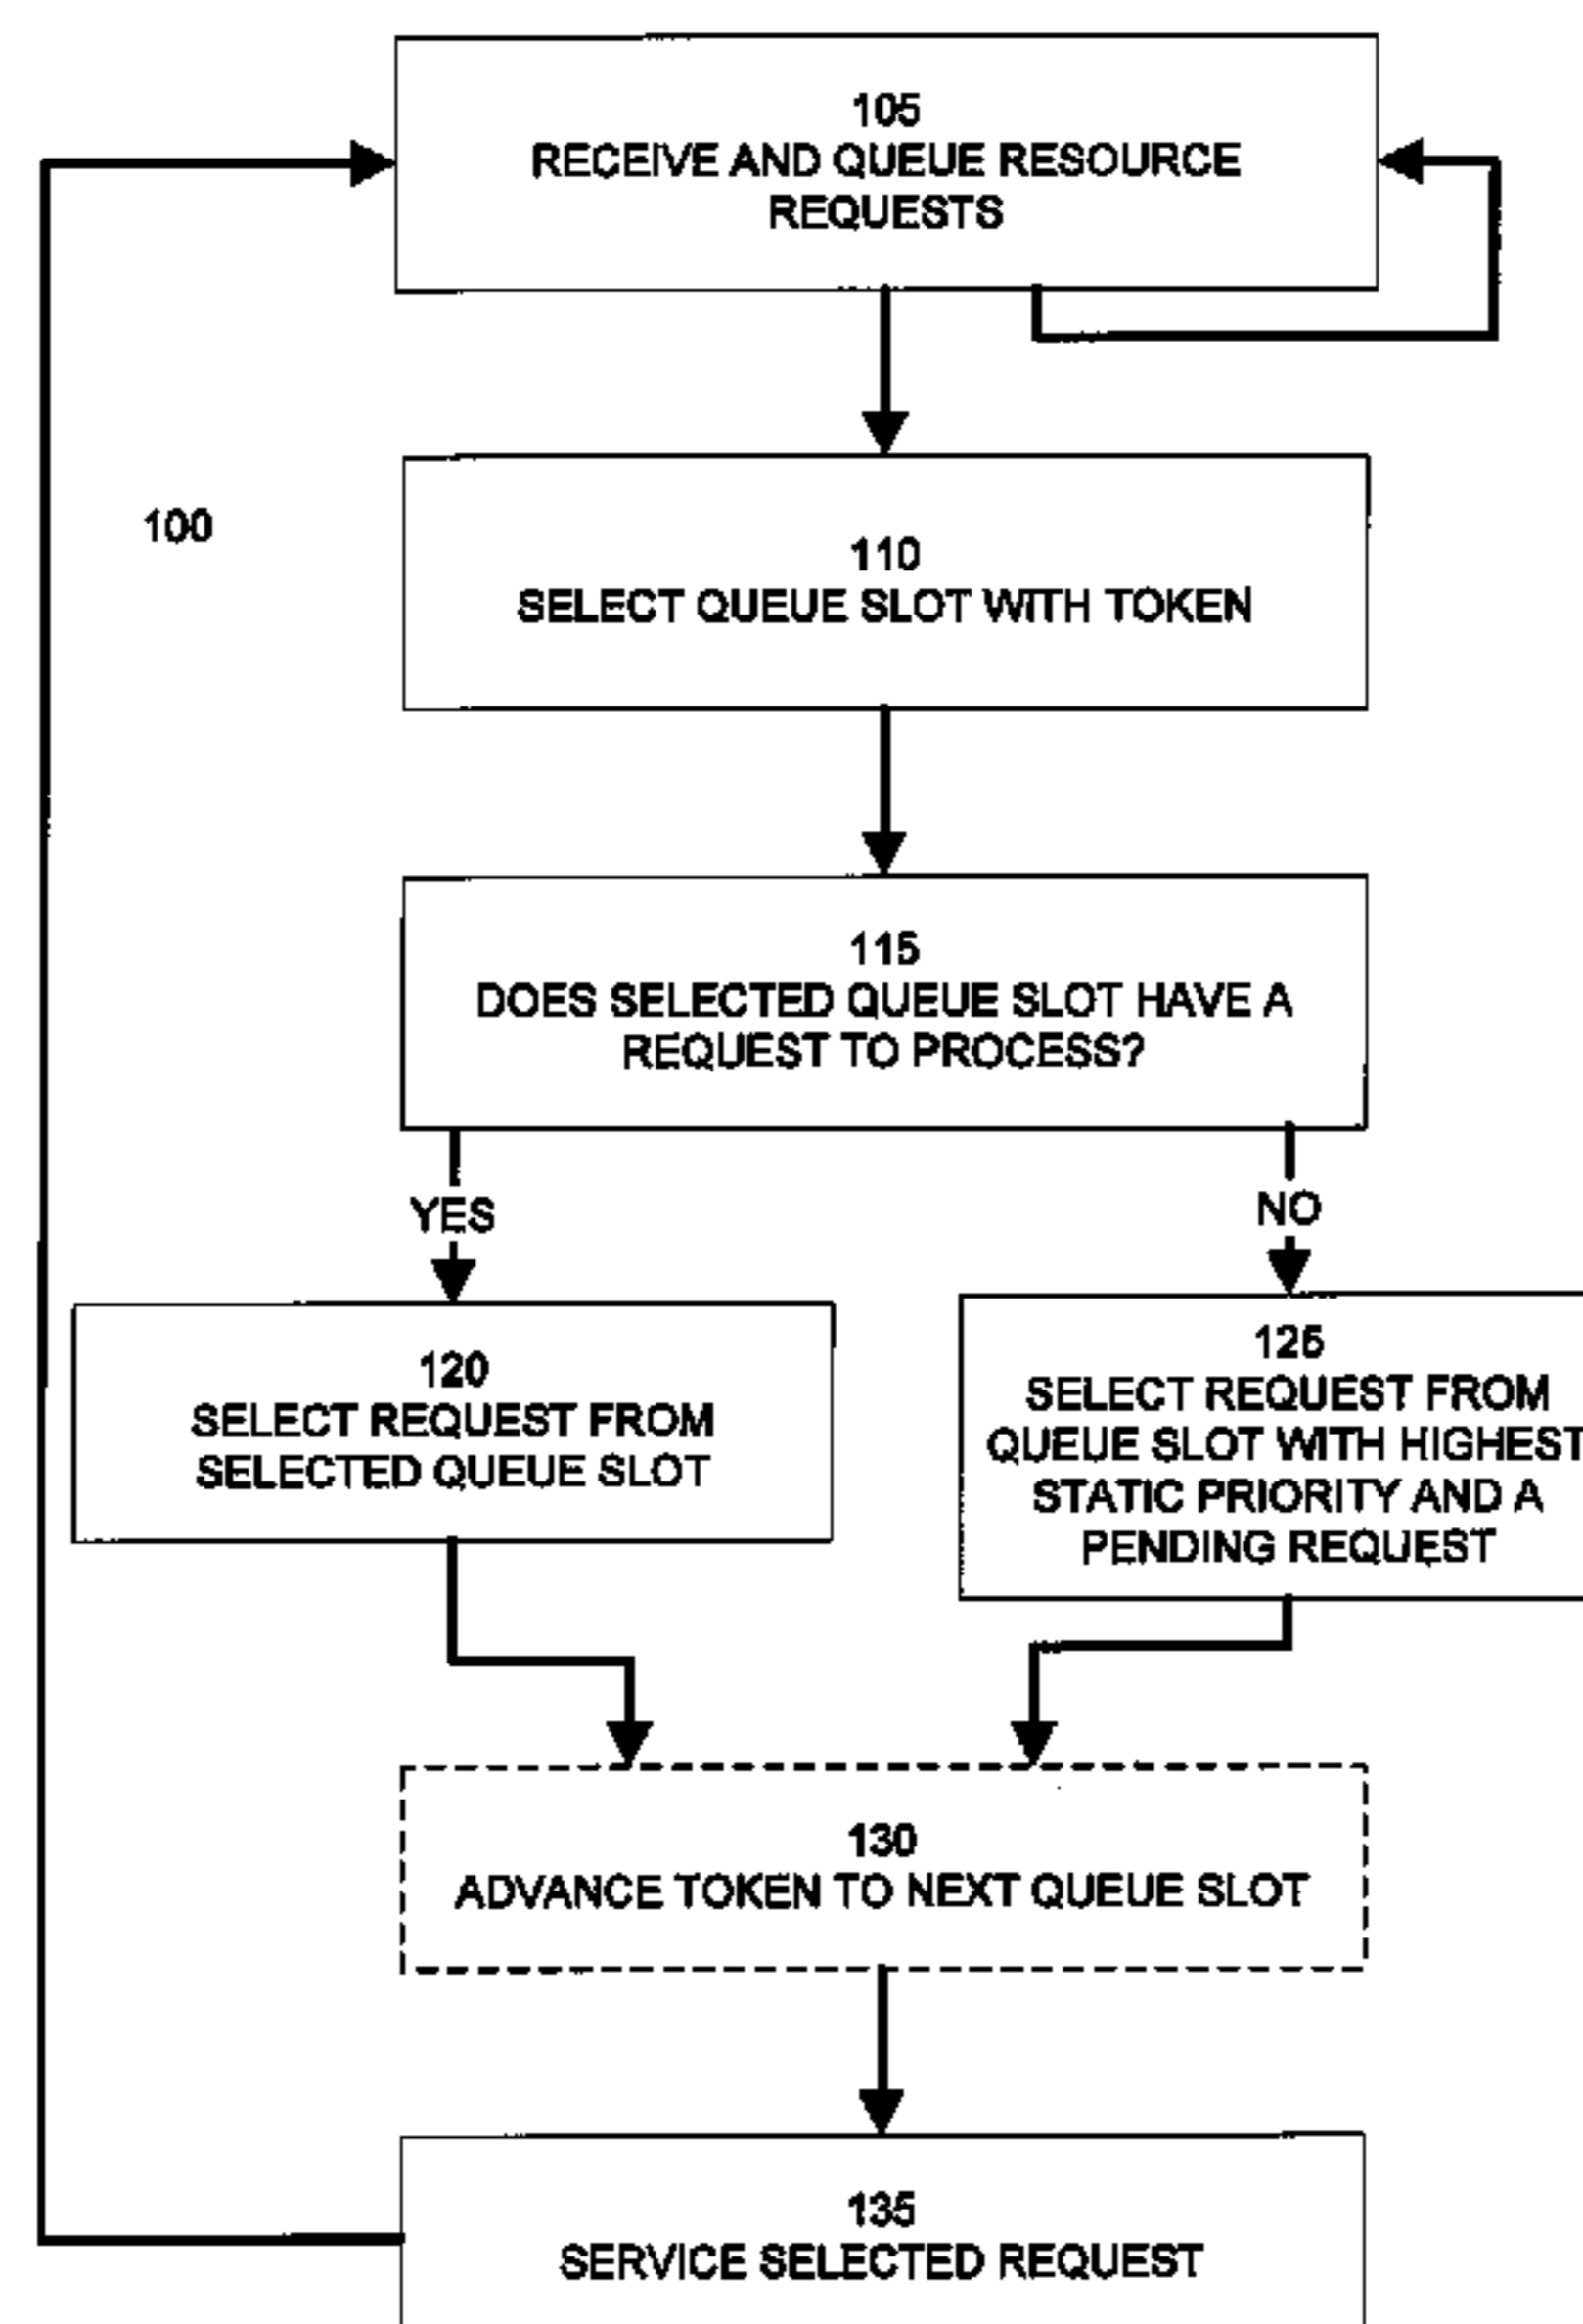 105
RECEIVE AND QUEUE RESOURCE
REQUESTS
100
110
SELECT QUEUE SLOT WITH TOKEN
115
DOES SELECTED QUEUE SLOT HAVE A
REQUEST TO PROCESS?
YES
NO
120
SELECT REQUEST FROM
SELECTED QUEUE SLOT
125
SELECT REQUEST FROM
QUEUE SLOT WITH HIGHEST
STATIC PRIORITY AND A
PENDING REQUEST
130
ADVANCE TOKEN TO NEXT QUEUE SLOT
135
SERVICE SELECTED REQUEST